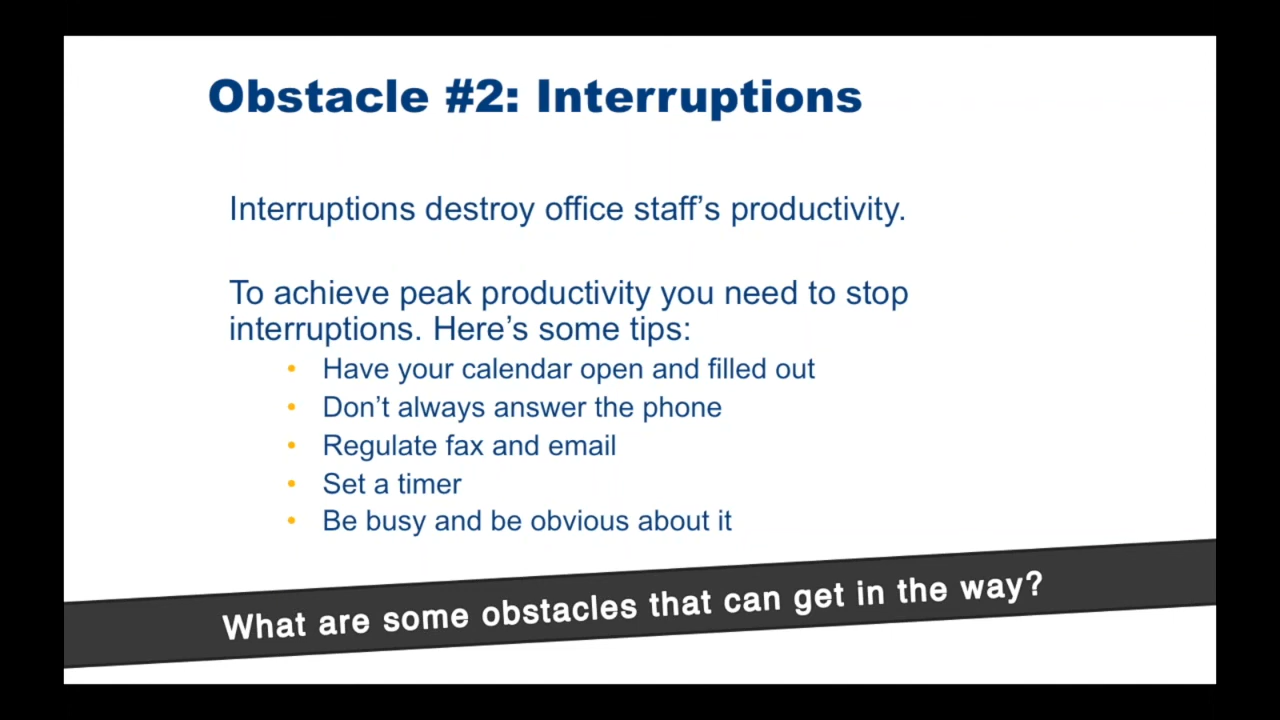 Obstacle #2: Interruptions
Interruptions destroy office staff’s productivity.
To achieve peak productivity you need to stop
interruptions. Here’s some tips:
• Have your calendar open and filled out
• Don’t always answer the phone
• Regulate fax and email
• Set a timer
• Be busy and be obvious about it
What are some obstacles that can get in the way?